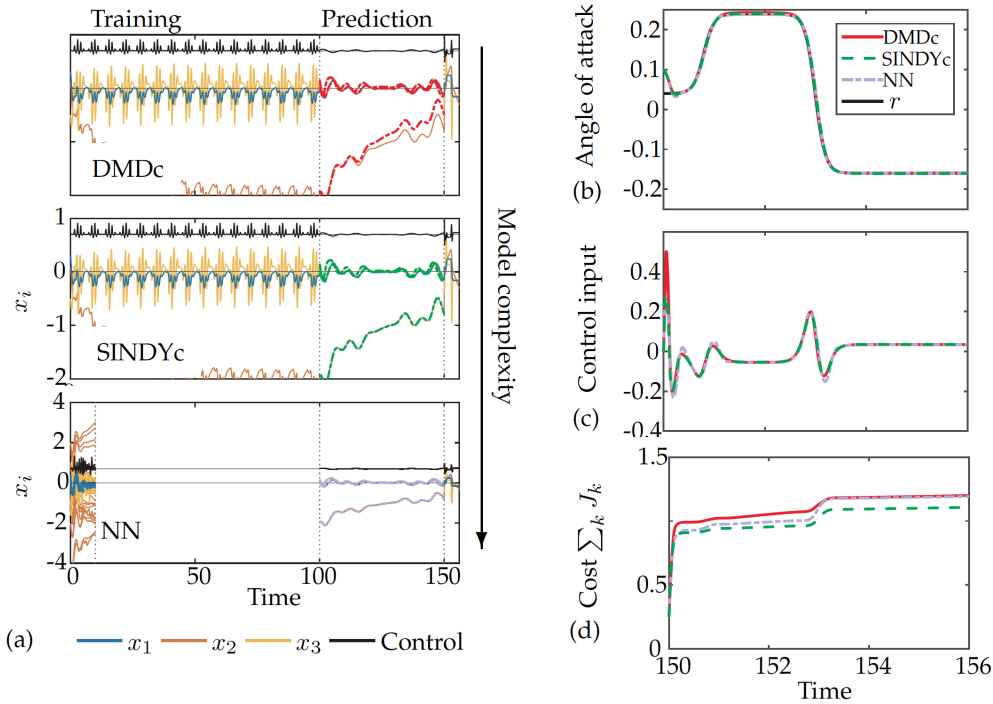 Training Prediction
DMDc
1
0
-1
-2
x_i
SINDYc
4
2
0
-2
-4
x_i
NN
0 50 100 150
Time
Model complexity
(a) x_1 x_2 x_3 Control
0.2
0
-0.1
-0.2
Angle of attack
(b)
DMDc
SINDYc
NN
r
0.4
0.2
0
-0.2
-0.4
Control input
(c)
1.5
1.0
0.5
0
Cost ∑_k J_k
(d)
150 152 154 156
Time